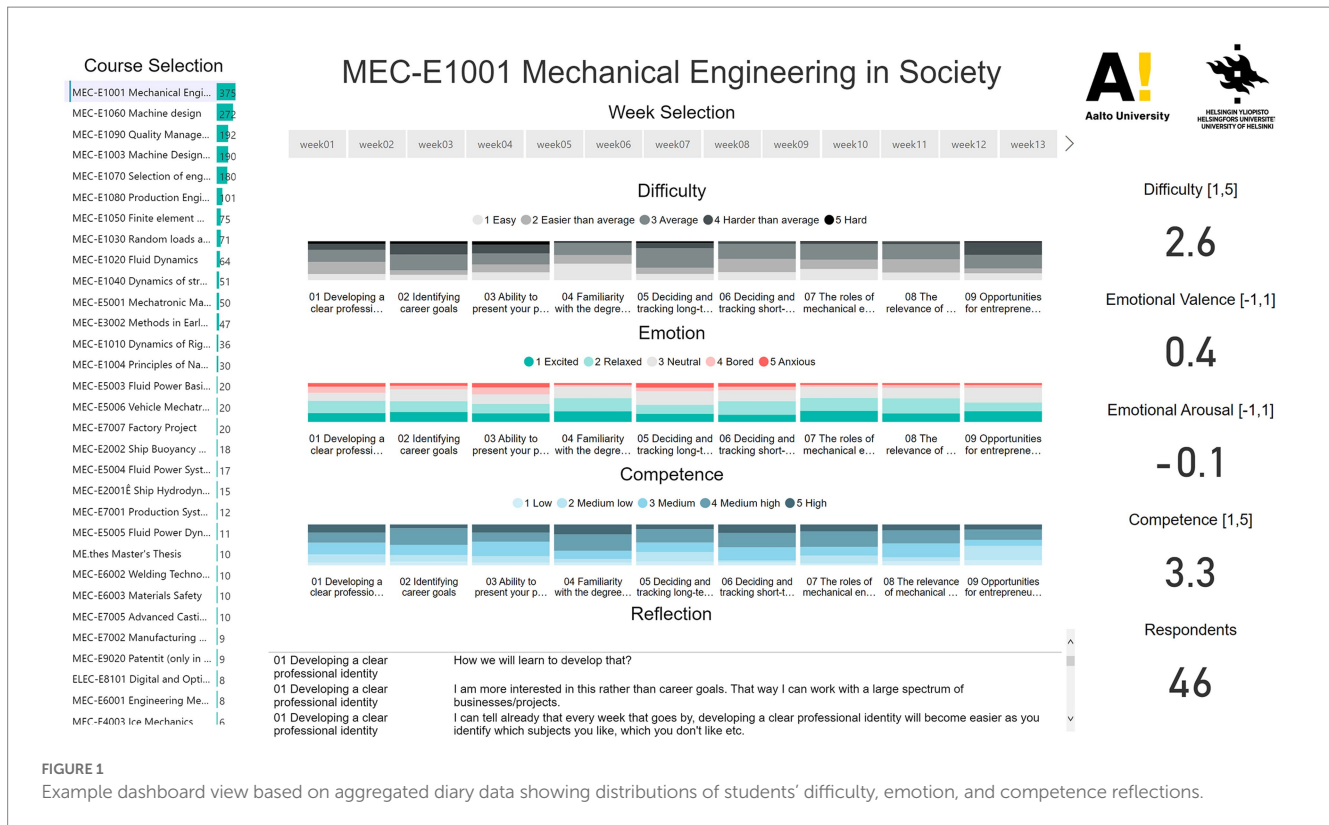 Course Selection
MEC-E1001 Mechanical Engi... 375
MEC-E1060 Machine design 272
MEC-E1090 Quality Manage... 192
MEC-E1003 Machine Design... 190
MEC-E1070 Selection of eng... 180
MEC-E1080 Production Engi... 101
MEC-E1050 Finite element ... 75
MEC-E1030 Random loads a... 71
MEC-E1020 Fluid Dynamics 64
MEC-E1040 Dynamics of str... 51
MEC-E5001 Mechatronic Ma... 50
MEC-E3002 Methods in Earl... 47
MEC-E1010 Dynamics of Rig... 36
MEC-E1004 Principles of Na... 30
MEC-E5003 Fluid Power Basi... 20
MEC-E5006 Vehicle Mechatr... 20
MEC-E7007 Factory Project 20
MEC-E2002 Ship Buoyancy ... 18
MEC-E5004 Fluid Power Syst... 17
MEC-E2001Ê Ship Hydrodyn... 15
MEC-E7001 Production Syst... 12
MEC-E5005 Fluid Power Dyn... 11
ME.thes Master's Thesis 10
MEC-E6002 Welding Techno... 10
MEC-E6003 Materials Safety 10
MEC-E7005 Advanced Casti... 10
MEC-E7002 Manufacturing ... 9
MEC-E9020 Patentit (only in ... 9
ELEC-E8101 Digital and Opti... 8
MEC-E6001 Engineering Me... 8
MEC-E4003 Ice Mechanics 6
MEC-E1001 Mechanical Engineering in Society
Week Selection
week01 week02 week03 week04 week05 week06 week07 week08 week09 week10 week11 week12 week13
Difficulty
1 Easy 2 Easier than average 3 Average 4 Harder than average 5 Hard
01 Developing a 02 Identifying 03 Ability to 04 Familiarity 05 Deciding and 06 Deciding and 07 The roles of 08 The 09 Opportunities
clear professi... career goals present your p... with the degre... tracking long-t... tracking short-... mechanical e... relevance of ... for entreprene...
Emotion
1 Excited 2 Relaxed 3 Neutral 4 Bored 5 Anxious
01 Developing a 02 Identifying 03 Ability to 04 Familiarity 05 Deciding and 06 Deciding and 07 The roles of 08 The 09 Opportunities
clear professi... career goals present your p... with the degre... tracking long-t... tracking short-... mechanical e... relevance of ... for entreprene...
Competence
1 Low 2 Medium low 3 Medium 4 Medium high 5 High
01 Developing a 02 Identifying 03 Ability to 04 Familiarity 05 Deciding and 06 Deciding and 07 The roles of 08 The relevance 09 Opportunities
clear professio... career goals present your p... with the degree... tracking long-te... tracking short-t... mechanical en... of mechanical ... for entrepreneu...
Reflection
01 Developing a clear How we will learn to develop that?
professional identity
01 Developing a clear I am more interested in this rather than career goals. That way I can work with a large spectrum of
professional identity businesses/projects.
01 Developing a clear I can tell already that every week that goes by, developing a clear professional identity will become easier as you
professional identity identify which subjects you like, which you don't like etc.
A!
Aalto University
HELSINGIN YLIOPISTO
HELSINGFORS UNIVERSITET
UNIVERSITY OF HELSINKI
Difficulty [1,5]
2.6
Emotional Valence [-1,1]
0.4
Emotional Arousal [-1,1]
-0.1
Competence [1,5]
3.3
Respondents
46
FIGURE 1
Example dashboard view based on aggregated diary data showing distributions of students' difficulty, emotion, and competence reflections.